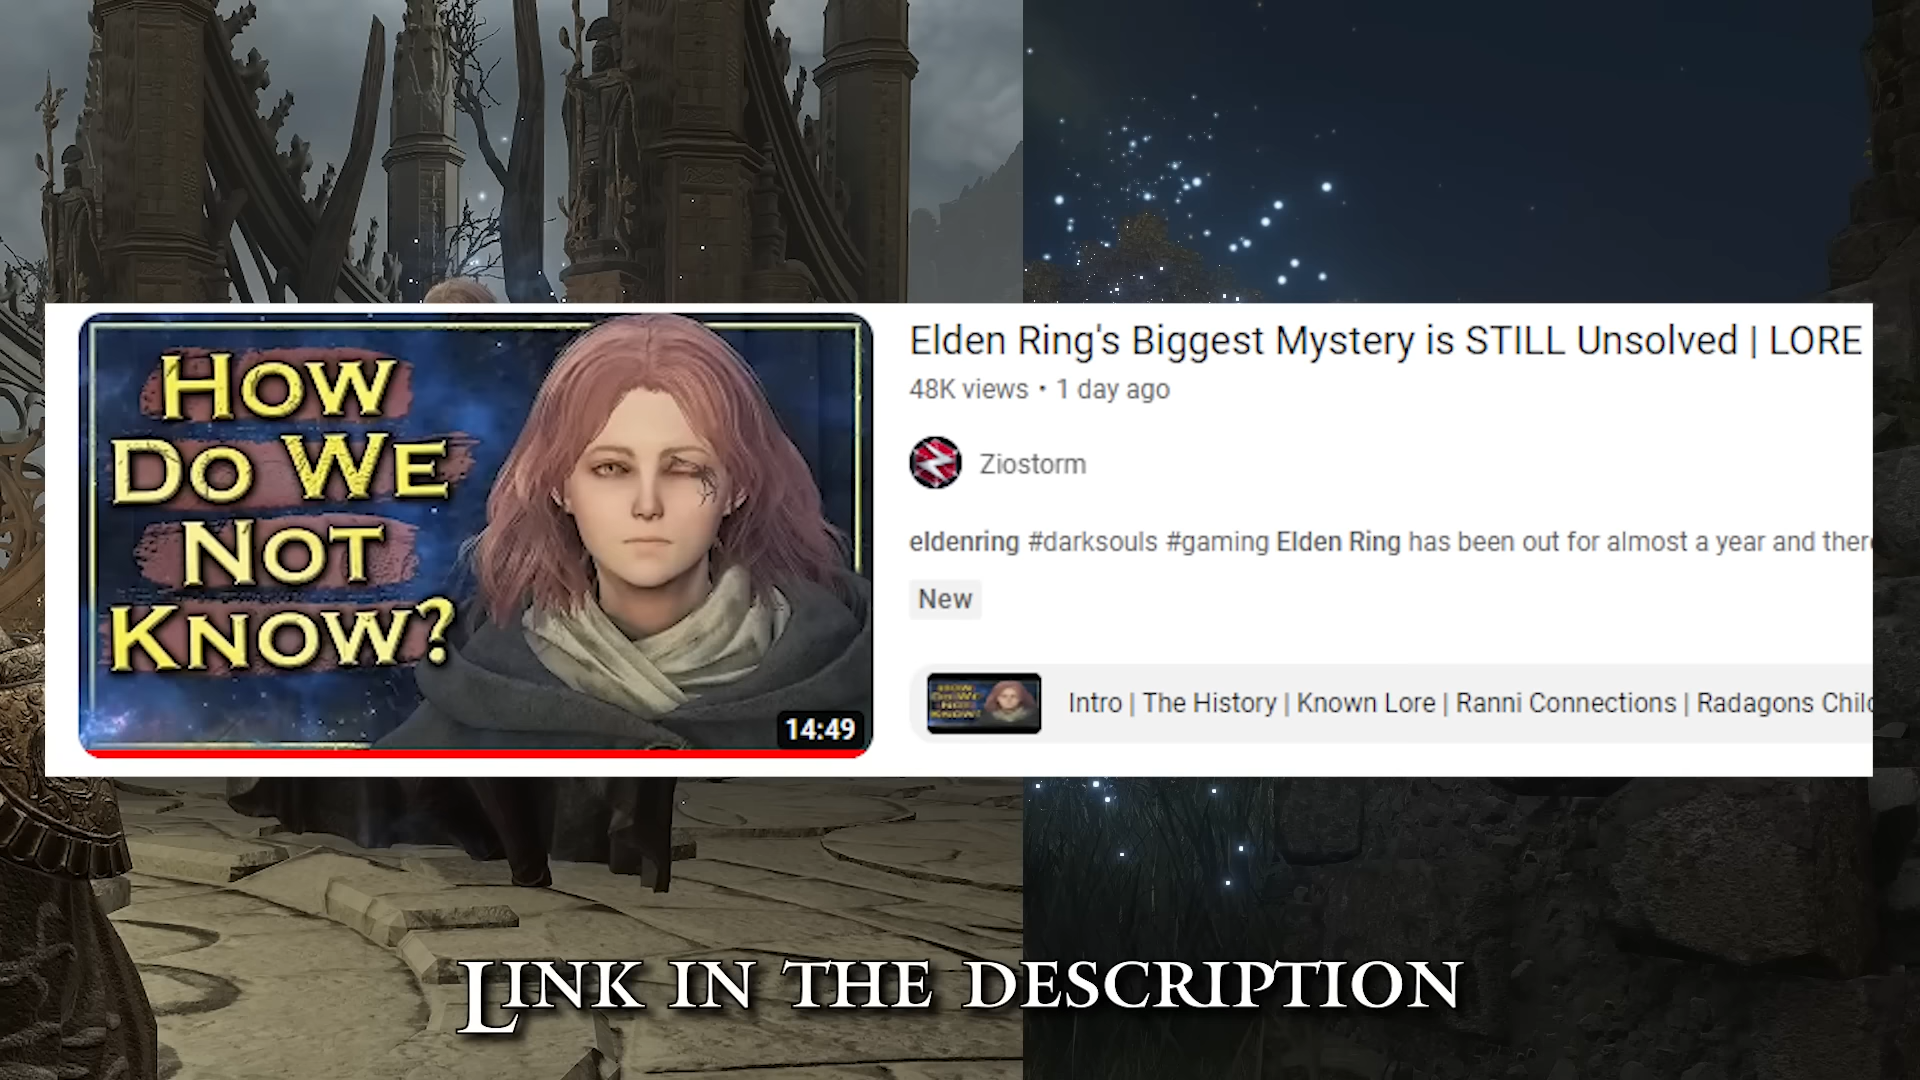 How
Do We
Not
Know?
14:49
Elden Ring's Biggest Mystery is STILL Unsolved | LORE
48K views • 1 day ago
Ziostorm
eldenring #darksouls #gaming Elden Ring has been out for almost a year and
New
Intro | The History | Known Lore | Ranni Connections | Radagons
Link in the description